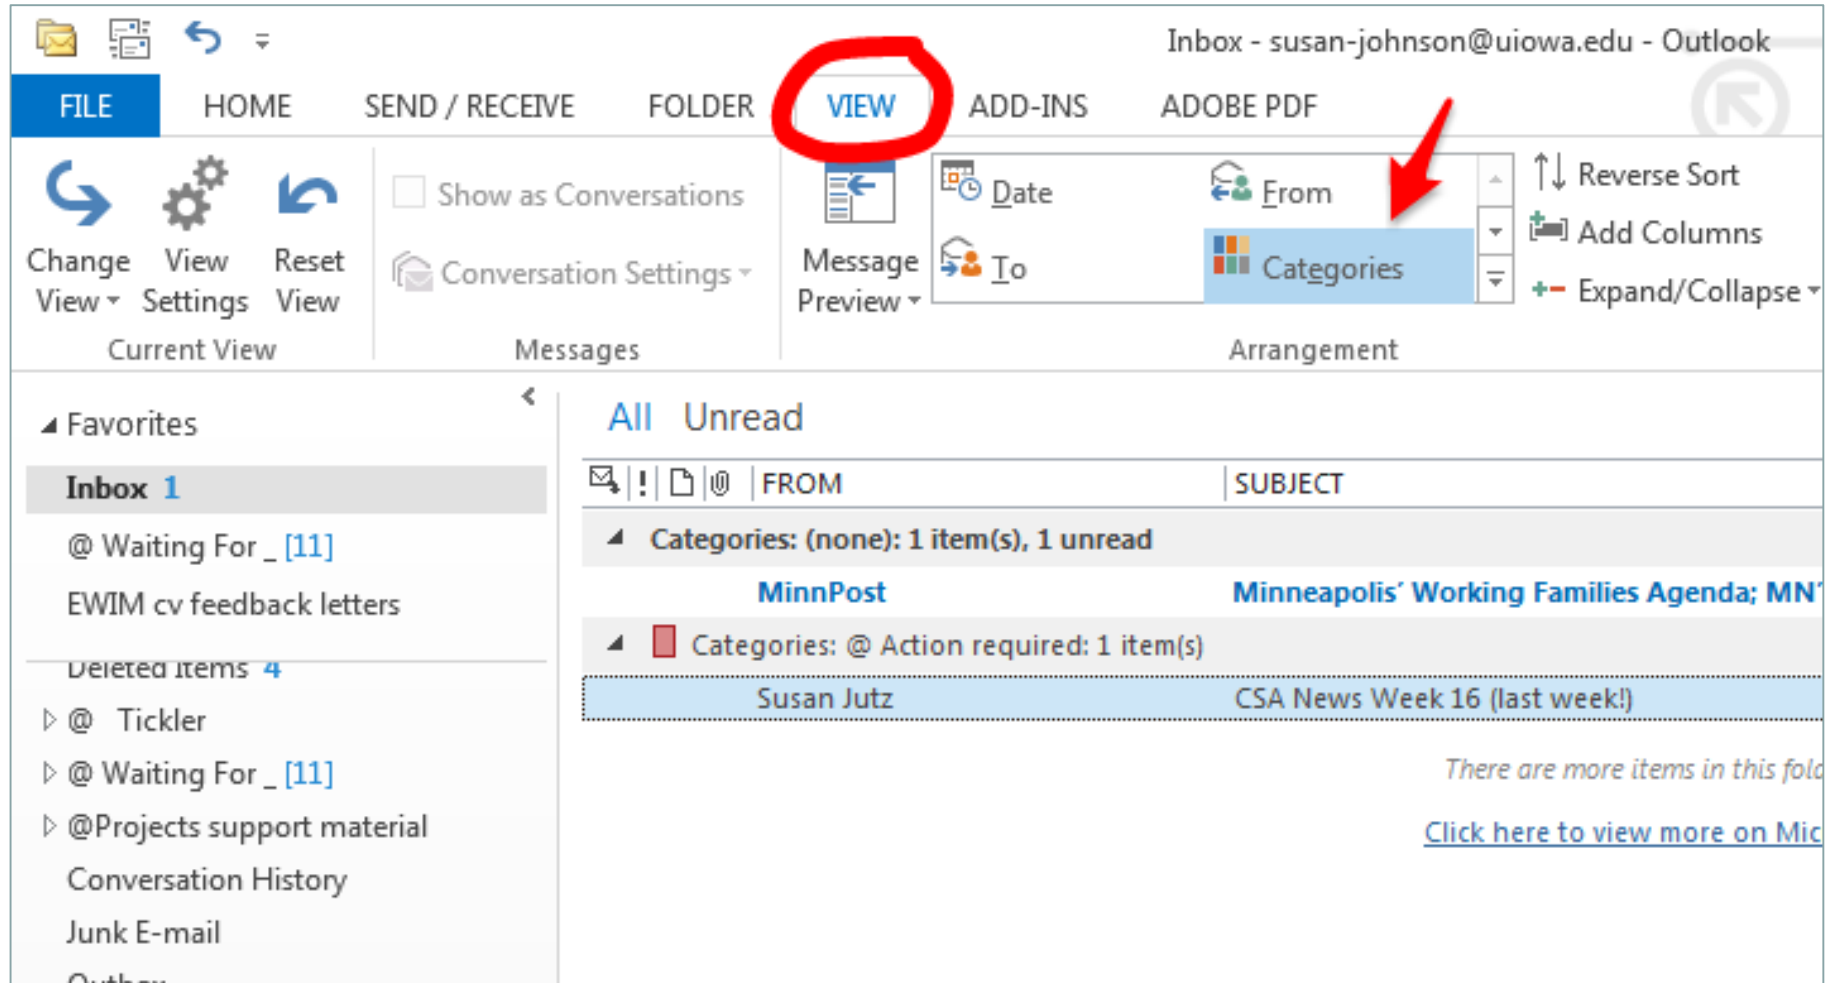 Inbox - susan-johnson@uiowa.edu - Outlook
FILE HOME SEND / RECEIVE FOLDER VIEW ADD-INS ADOBE PDF
Change View
View Settings
Reset View
Show as Conversations
Conversation Settings
Message Preview
Date
From
To
Categories
Reverse Sort
Add Columns
Expand/Collapse
Current View
Messages
Arrangement
Favorites
Inbox 1
@ Waiting For _ [11]
EWIM cv feedback letters
Deleted Items 4
@ Tickler
@ Waiting For _ [11]
@Projects support material
Conversation History
Junk E-mail
Outbox
All Unread
! FROM SUBJECT
Categories: (none): 1 item(s), 1 unread
MinnPost Minneapolis´ Working Families Agenda; MN'
Categories: @ Action required: 1 item(s)
Susan Jutz CSA News Week 16 (last week!)
There are more items in this fold
Click here to view more on Mic